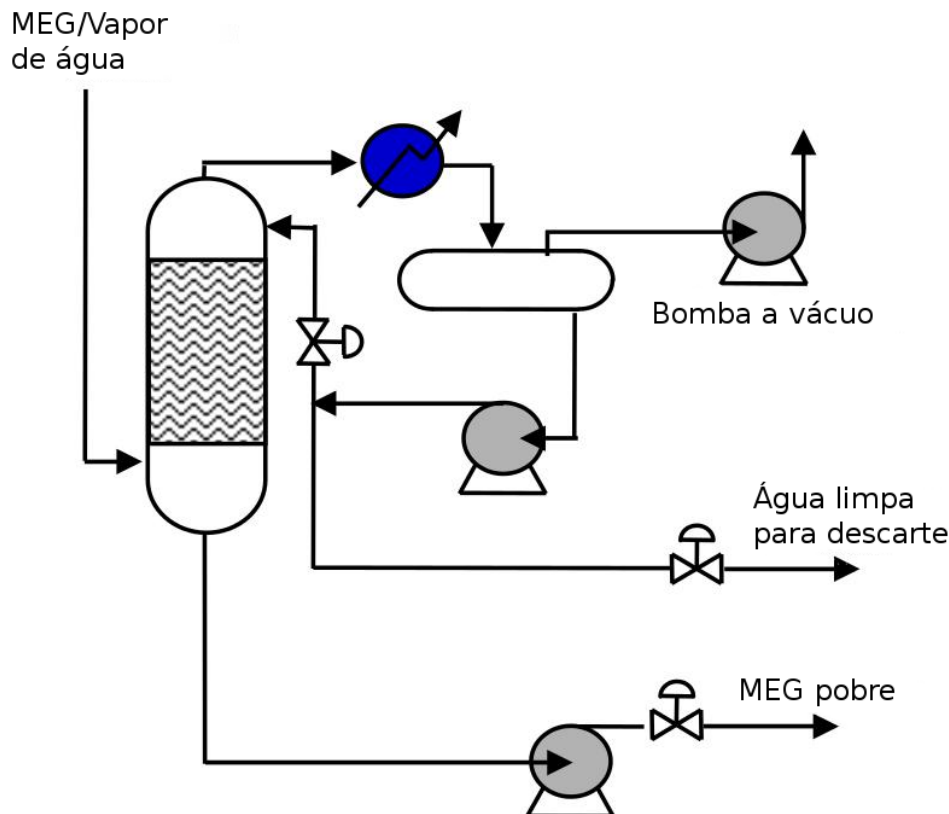 MEG/Vapor
de água
Bomba a vácuo
Água limpa
para descarte
MEG pobre